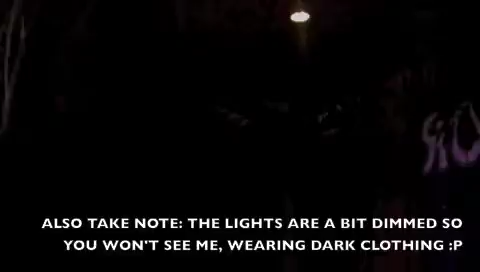 ALSO TAKE NOTE: THE LIGHTS ARE A BIT DIMMED SO
YOU WON'T SEE ME, WEARING DARK CLOTHING :P